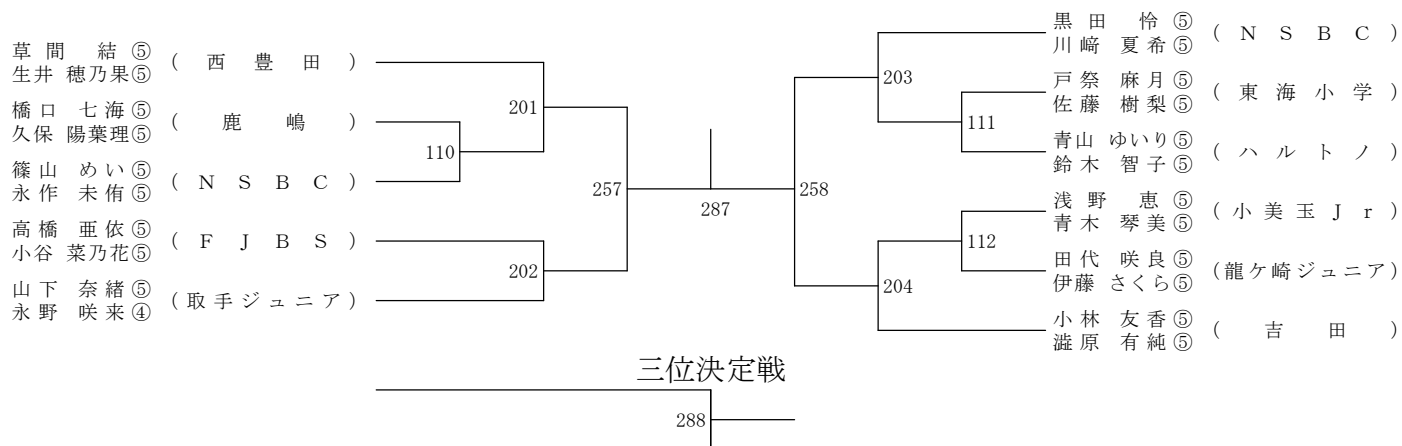 草間 結⑤
生井 穂乃果⑤
(西豊田)
橋口 七海⑤
久保 陽葉理⑤
(鹿嶋)
篠山 めい⑤
永作 未侑⑤
(NSBC)
高橋 亜依⑤
小谷 菜乃花⑤
(FJBS)
山下 奈緒⑤
永野 咲来④
(取手ジュニア)
201
110
257
202
287
203
111
258
112
204
黒田 怜⑤
川﨑 夏希⑤
(NSBC)
戸祭 麻月⑤
佐藤 樹梨⑤
(東海小学)
青山 ゆいり⑤
鈴木 智子⑤
(ハルトノ)
浅野 恵⑤
青木 琴美⑤
(小美玉Jr)
田代 咲良⑤
伊藤 さくら⑤
(龍ケ崎ジュニア)
小林 友香⑤
澁原 有純⑤
(吉田)
三位決定戦
288